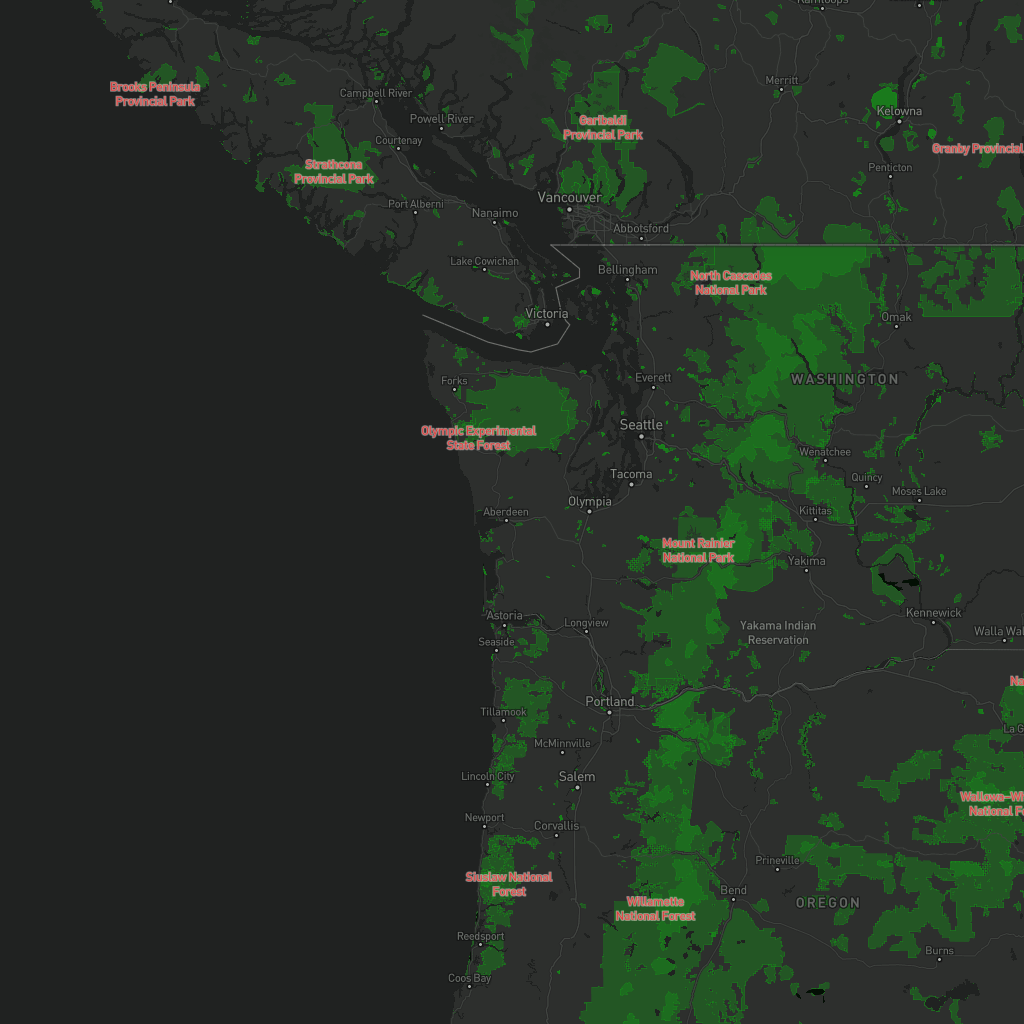 Kamloops
Merritt
Brooks Peninsula
Provincial Park
Campbell River
Kelowna
Powell River
Garibaldi
Provincial Park
Courtenay
Granby Provincial
Strathcona
Provincial Park
Penticton
Vancouver
Port Alberni
Nanaimo
Abbotsford
Lake Cowichan
Bellingham
North Cascades
National Park
Victoria
Omak
Forks
Everett
WASHINGTON
Seattle
Olympic Experimental
State Forest
Wenatchee
Tacoma
Quincy
Moses Lake
Olympia
Aberdeen
Kittitas
Mount Rainier
National Park
Yakima
Astoria
Longview
Kennewick
Seaside
Yakama Indian
Reservation
Walla Wal
Na
Portland
Tillamook
La G
McMinnville
Lincoln City
Salem
Wallowa-Wh
National Fo
Newport
Corvallis
Prineville
Siuslaw National
Forest
Bend
Willamette
National Forest
OREGON
Reedsport
Burns
Coos Bay